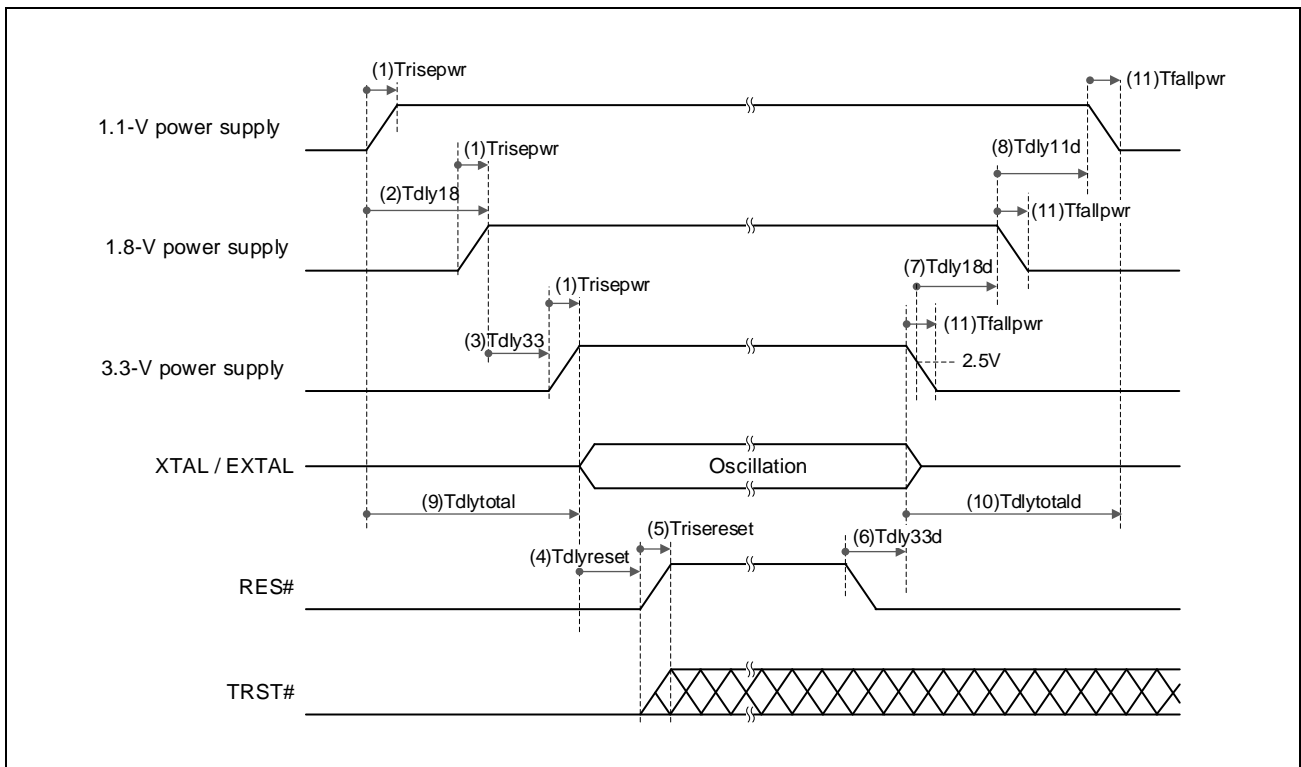 (1)Trisepwr
(11)Tfallpwr
1.1-V power supply
(1)Trisepwr
(8)Tdly11d
(2)Tdly18
(11)Tfallpwr
1.8-V power supply
(7)Tdly18d
(1)Trisepwr
(11)Tfallpwr
(3)Tdly33
2.5V
3.3-V power supply
XTAL / EXTAL
Oscillation
(9)Tdlytotal
(10)Tdlytotald
(5)Trisereset
(6)Tdly33d
(4)Tdlyreset
RES#
TRST#